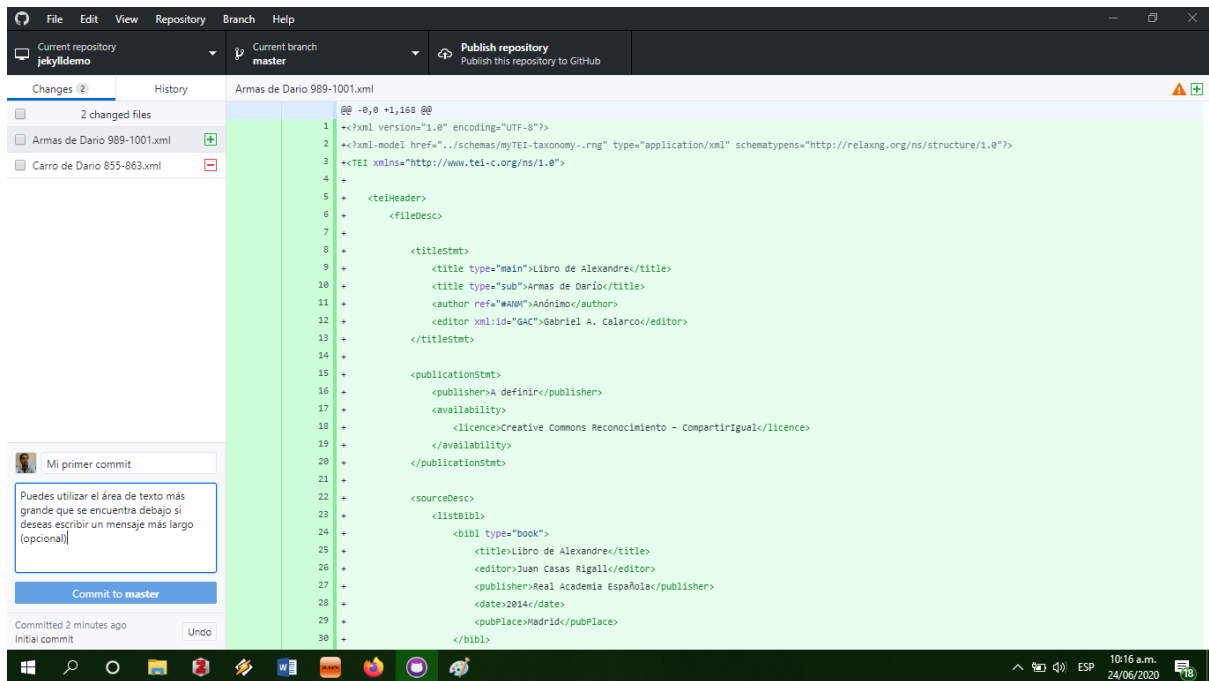 File Edit View Repository Branch Help
Current repository
jekylldemo
Current branch
master
Publish repository
Publish this repository to GitHub
Changes 2 History
2 changed files
Armas de Dario 989-1001.xml
Carro de Dario 855-863.xml
Mi primer commit
Puedes utilizar el área de texto más
grande que se encuentra debajo si
deseas escribir un mensaje más largo
(opcional)
Commit to master
Committed 2 minutes ago
Initial commit
Undo
Armas de Dario 989-1001.xml
@@ -0,0 +1,168 @@
1 +<?xml version="1.0" encoding="UTF-8"?>
2 +<?xml-model href="../schemas/myTEI-taxonomy-.rng" type="application/xml" schematypens="http://relaxng.org/ns/structure/1.0"?>
3 +<TEI xmlns="http://www.tei-c.org/ns/1.0">
4 +
5 + <teiHeader>
6 + <fileDesc>
7 +
8 + <titleStmt>
9 + <title type="main">Libro de Alexandre</title>
10 + <title type="sub">Armas de Darío</title>
11 + <author ref="#ANM">Anónimo</author>
12 + <editor xml:id="GAC">Gabriel A. Calarco</editor>
13 + </titleStmt>
14 +
15 + <publicationStmt>
16 + <publisher>A definir</publisher>
17 + <availability>
18 + <licence>Creative Commons Reconocimiento – CompartirIgual</licence>
19 + </availability>
20 + </publicationStmt>
21 +
22 + <sourceDesc>
23 + <listBibl>
24 + <bibl type="book">
25 + <title>Libro de Alexandre</title>
26 + <editor>Juan Casas Rigall</editor>
27 + <publisher>Real Academia Española</publisher>
28 + <date>2014</date>
29 + <pubPlace>Madrid</pubPlace>
30 + </bibl>
ESP
10:16 a.m.
24/06/2020
18